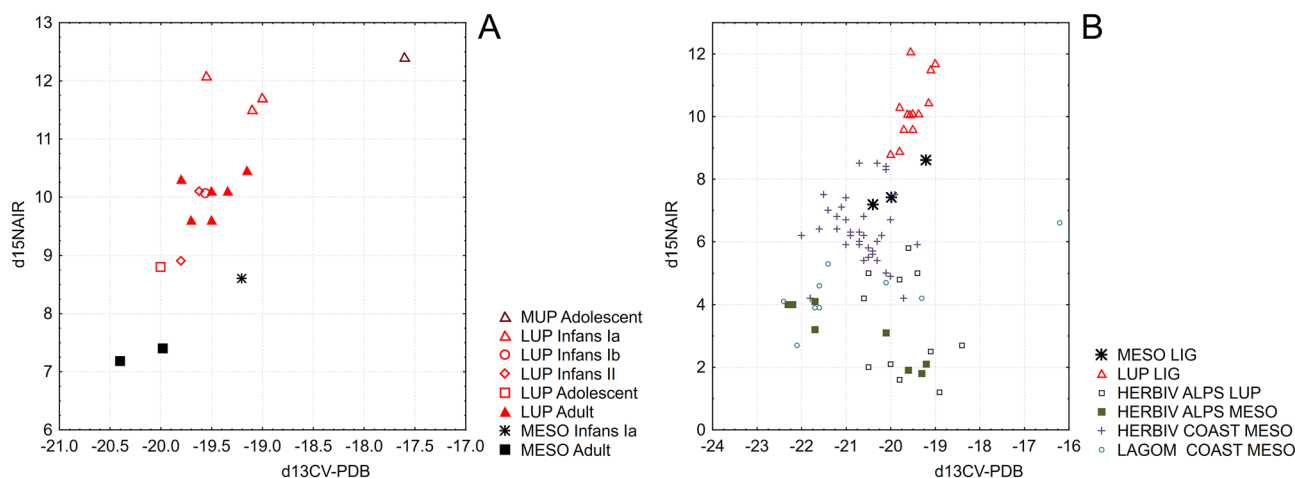 A
13
12
11
10
9
8
7
6
d15NAIR
-21.0 -20.5 -20.0 -19.5 -19.0 -18.5 -18.0 -17.5 -17.0
d13CV-PDB
MUP Adolescent
LUP Infans Ia
LUP Infans Ib
LUP Infans II
LUP Adolescent
LUP Adult
MESO Infans Ia
MESO Adult
B
12
10
8
6
4
2
0
d15NAIR
-24 -22 -21 -20 -19 -18 -16
d13CV-PDB
MESO LIG
LUP LIG
HERBIV ALPS LUP
HERBIV ALPS MESO
HERBIV COAST MESO
LAGOM COAST MESO